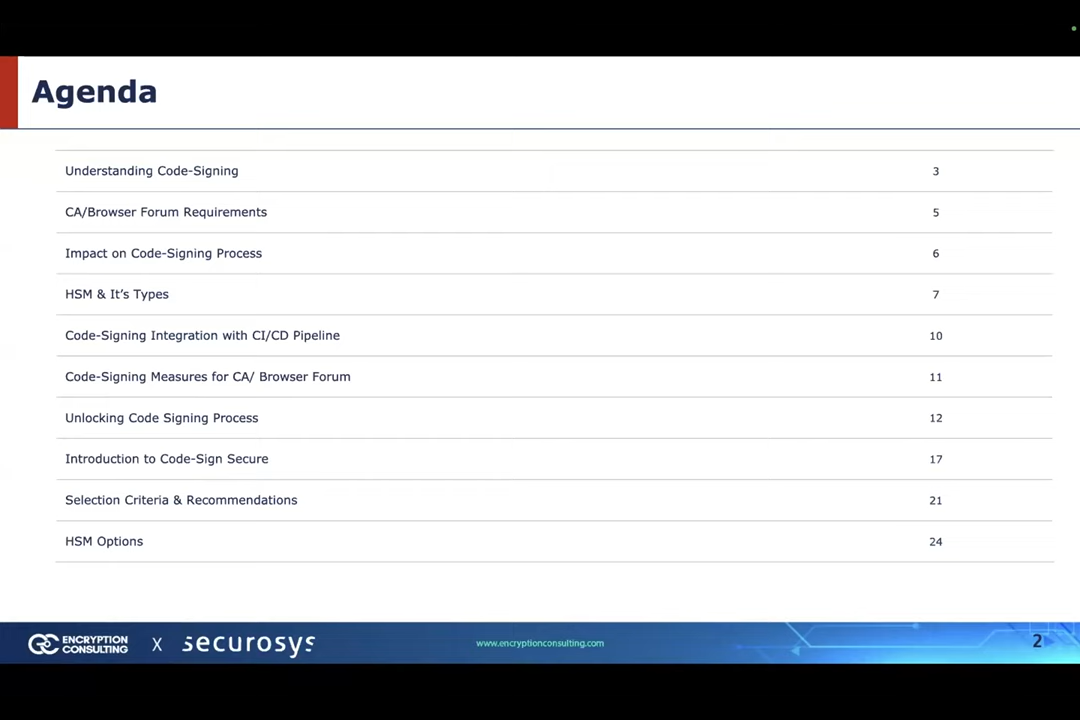 Agenda
Understanding Code-Signing 3
CA/Browser Forum Requirements 5
Impact on Code-Signing Process 6
HSM & It's Types 7
Code-Signing Integration with CI/CD Pipeline 10
Code-Signing Measures for CA/ Browser Forum 11
Unlocking Code Signing Process 12
Introduction to Code-Sign Secure 17
Selection Criteria & Recommendations 21
HSM Options 24
ENCRYPTION
CONSULTING
X
securosys
www.encryptionconsulting.com
2